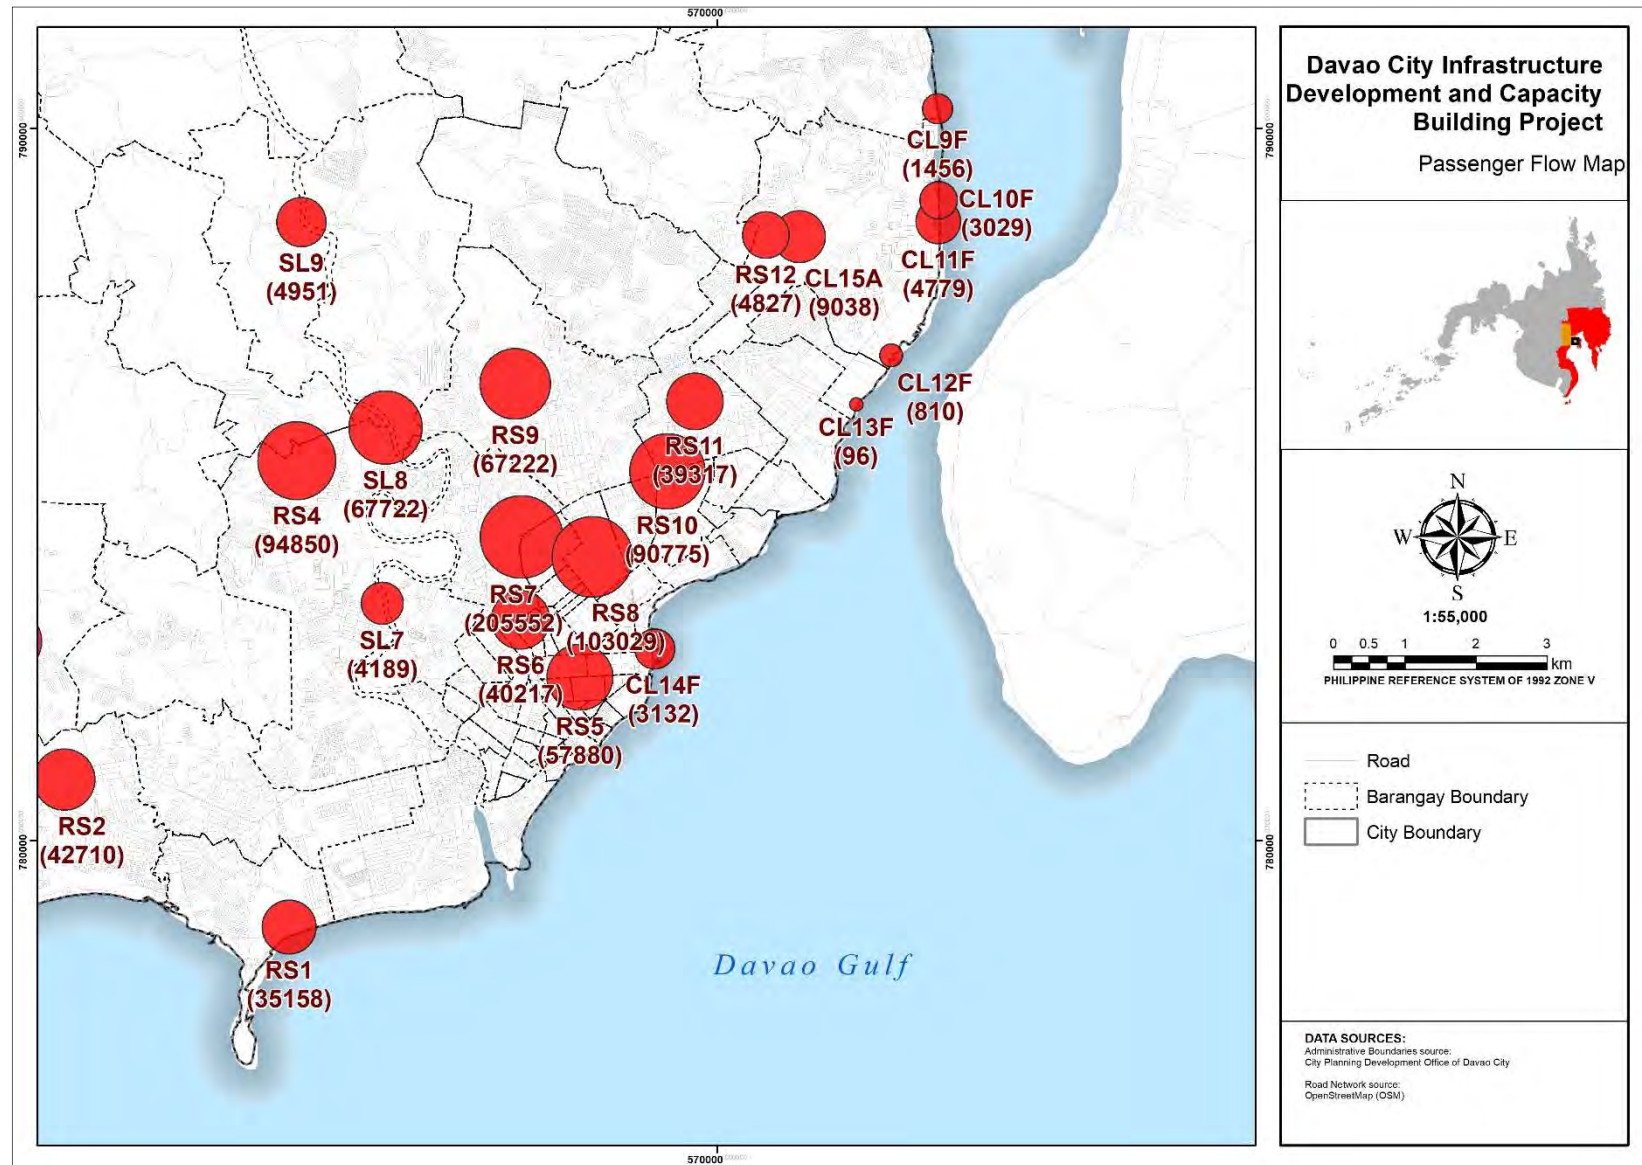 570000
790000
790000
CL9F
(1456)
CL10F
(3029)
SL9
(4951)
RS12
(4827)
CL15A
(9038)
CL11F
(4779)
CL12F
(810)
CL13F
(96)
RS9
(67222)
RS11
(39317)
SL8
(67722)
RS4
(94850)
RS10
(90775)
RS7
(205552)
RS8
(103029)
SL7
(4189)
RS6
(40217)
CL14F
(3132)
RS5
(57880)
RS2
(42710)
780000
780000
RS1
(35158)
Davao Gulf
570000
Davao City Infrastructure
Development and Capacity
Building Project
Passenger Flow Map
N
W E
S
1:55,000
0 0.5 1 2 3
km
PHILIPPINE REFERENCE SYSTEM OF 1992 ZONE V
Road
Barangay Boundary
City Boundary
DATA SOURCES:
Administrative Boundaries source:
City Planning Development Office of Davao City
Road Network source:
OpenStreetMap (OSM)